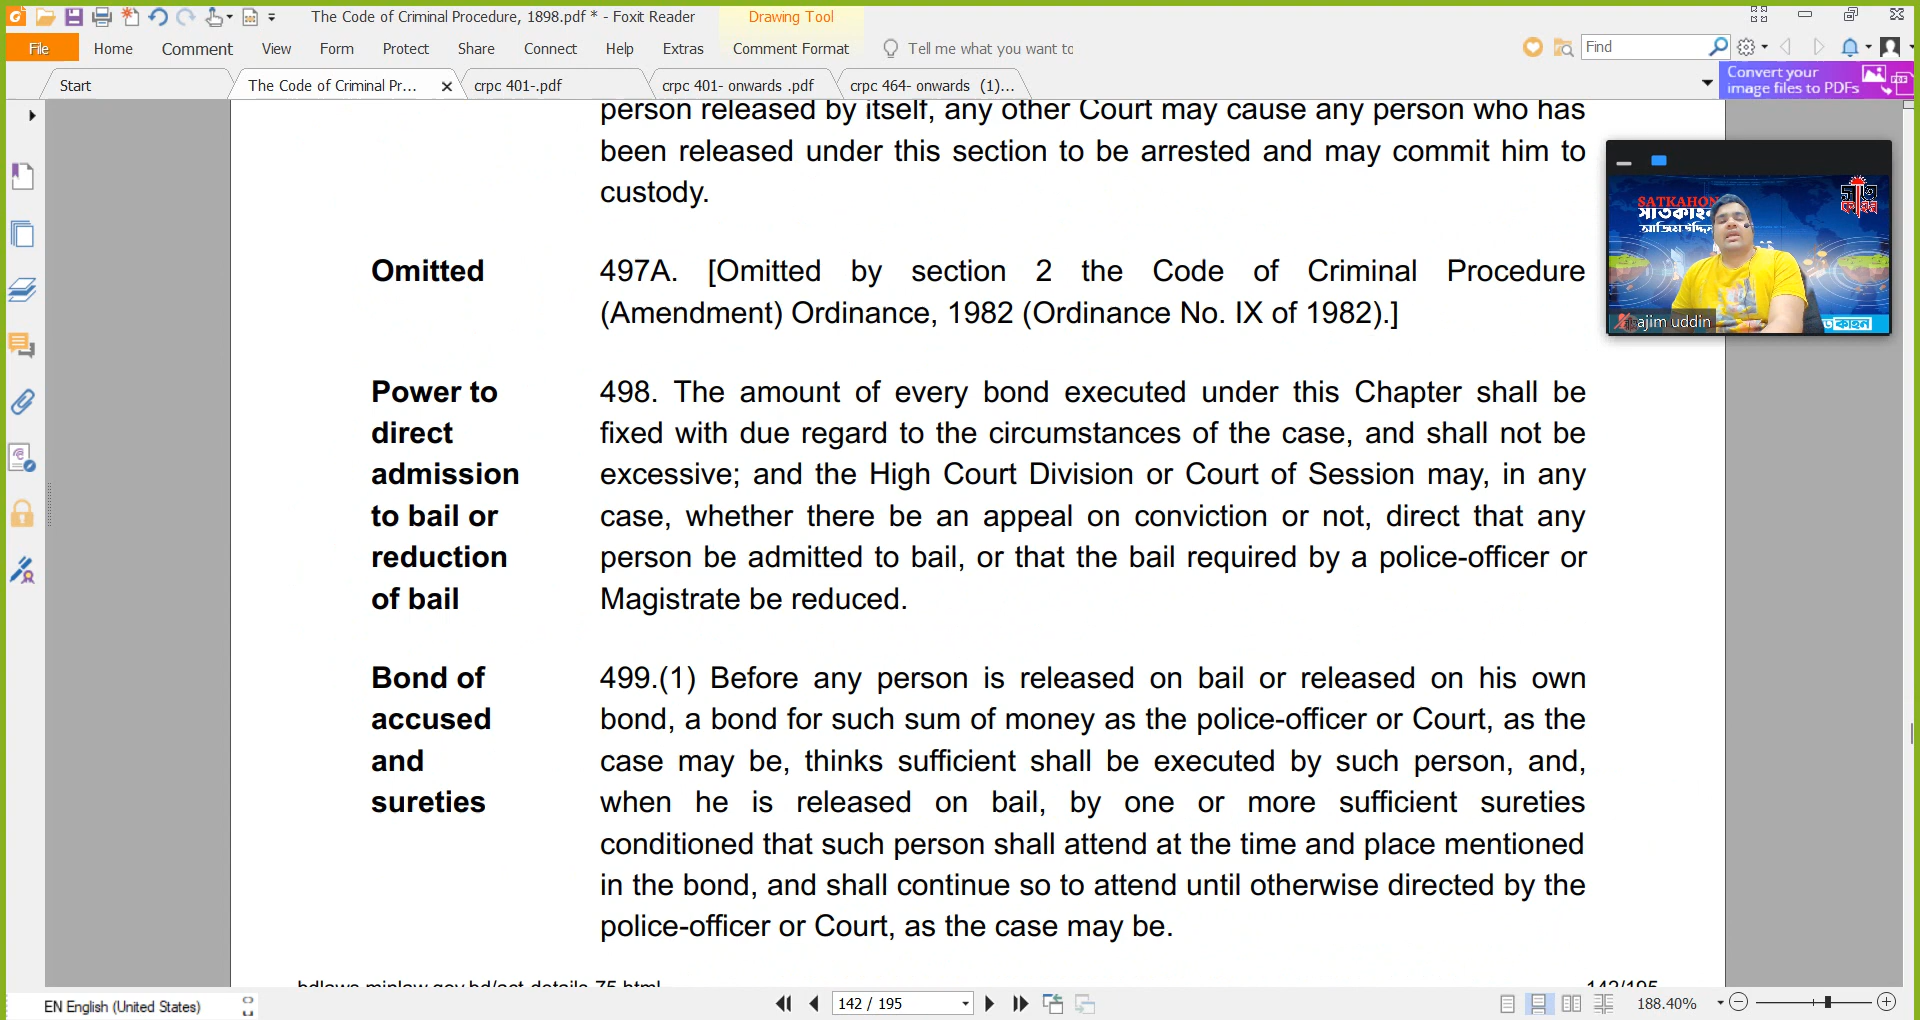 The Code of Criminal Procedure, 1898.pdf * - Foxit Reader
Drawing Tool
File Home Comment View Form Protect Share Connect Help Extras Comment Format Tell me what you want to
Find
Start
The Code of Criminal Pr...
crpc 401-.pdf
crpc 401- onwards .pdf
crpc 464- onwards (1)...
Convert your
image files to PDFs
person released by itself, any other Court may cause any person who has
been released under this section to be arrested and may commit him to
custody.
SATKAHON
ajim uddin
Omitted
497A. [Omitted by section 2 the Code of Criminal Procedure
(Amendment) Ordinance, 1982 (Ordinance No. IX of 1982).]
Power to
direct
admission
to bail or
reduction
of bail
498. The amount of every bond executed under this Chapter shall be
fixed with due regard to the circumstances of the case, and shall not be
excessive; and the High Court Division or Court of Session may, in any
case, whether there be an appeal on conviction or not, direct that any
person be admitted to bail, or that the bail required by a police-officer or
Magistrate be reduced.
Bond of
accused
and
sureties
499.(1) Before any person is released on bail or released on his own
bond, a bond for such sum of money as the police-officer or Court, as the
case may be, thinks sufficient shall be executed by such person, and,
when he is released on bail, by one or more sufficient sureties
conditioned that such person shall attend at the time and place mentioned
in the bond, and shall continue so to attend until otherwise directed by the
police-officer or Court, as the case may be.
bdlaws.minlaw.gov.bd/act-details-75.html
142/195
EN English (United States)
142 / 195
188.40%